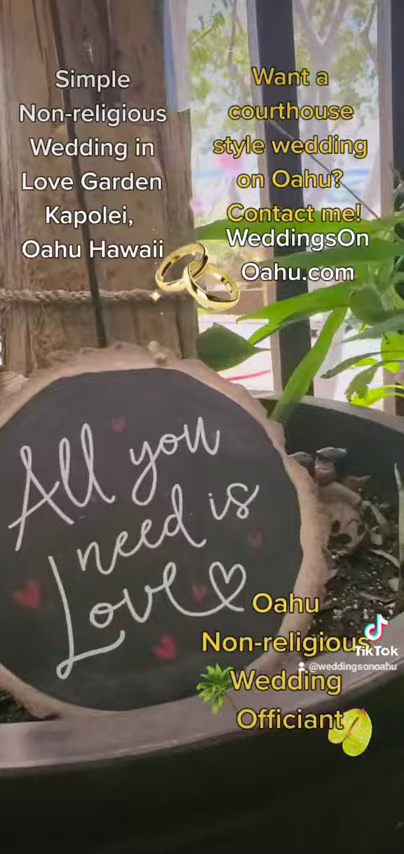 Simple
Non-religious
Wedding in
Love Garden
Kapolei,
Oahu Hawaii
Want a
courthouse
style wedding
on Oahu?
Contact me!
WeddingsOn
Oahu.com
All you
need is
Love
Oahu
Non-religious
Wedding
Officiant
TikTok
@weddingsonoahu